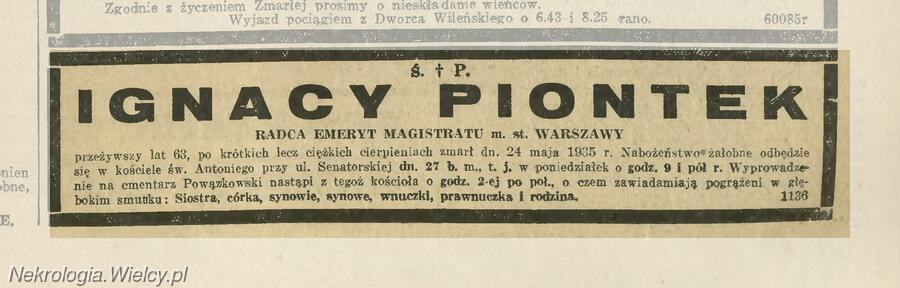 Zgodnie z życzeniem Zmarłej prosimy o nieskładanie wieńców.
Wyjazd pociągiem z Dworca Wileńskiego o 6.43 i 8.25 rano. 60085r
Ś. † P.
IGNACY PIONTEK
RADCA EMERYT MAGISTRATU m. st. WARSZAWY
przeżywszy lat 63, po krótkich lecz ciężkich cierpieniach zmarł dn. 24 maja 1935 r. Nabożeństwo żałobne odbędzie
się w kościele św. Antoniego przy ul. Senatorskiej dn. 27 b. m., t. j. w poniedziałek o godz. 9 i pół r. Wyprowadze-
nie na cmentarz Powązkowski nastąpi z tegoż kościoła o godz. 2-ej po poł., o czem zawiadamiają pogrążeni w głę-
bokim smutku: Siostra, córka, synowie, synowe, wnuczki, prawnuczka i rodzina. 1136
nien
obne,
E.
Nekrologia.Wielcy.pl